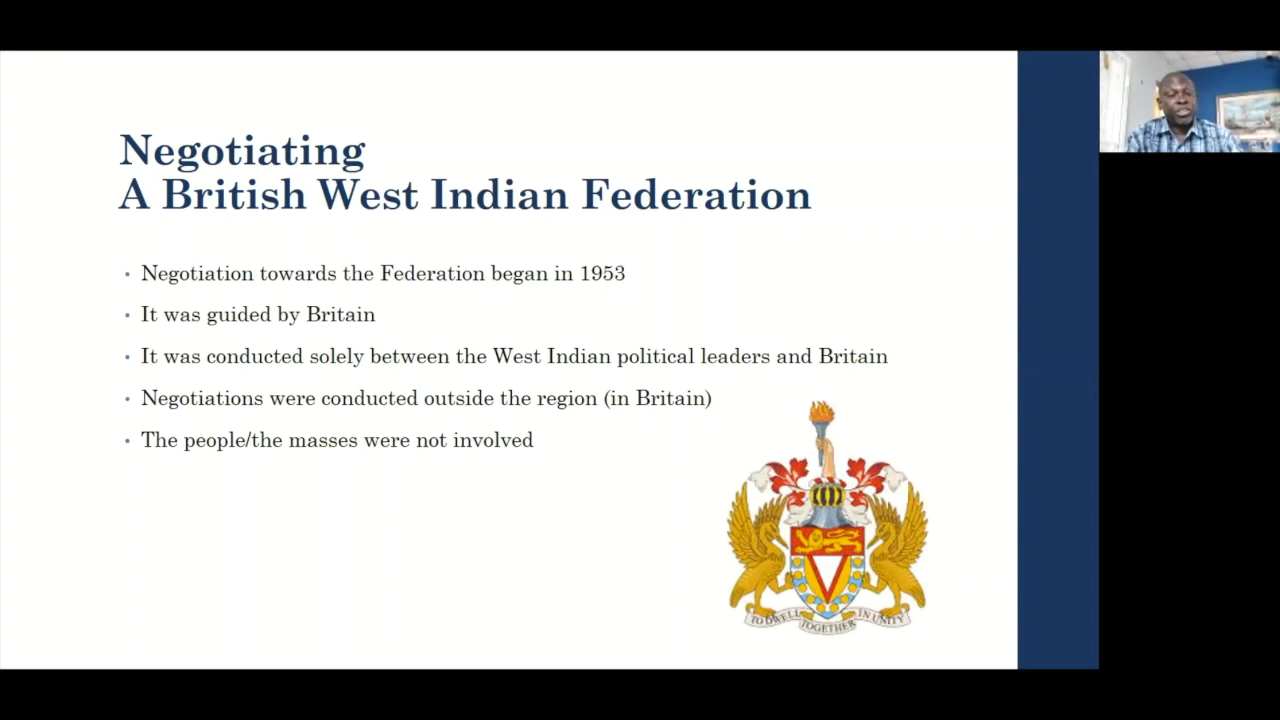 Negotiating
A British West Indian Federation
• Negotiation towards the Federation began in 1953
• It was guided by Britain
• It was conducted solely between the West Indian political leaders and Britain
• Negotiations were conducted outside the region (in Britain)
• The people/the masses were not involved
TO DWELL TOGETHER IN UNITY